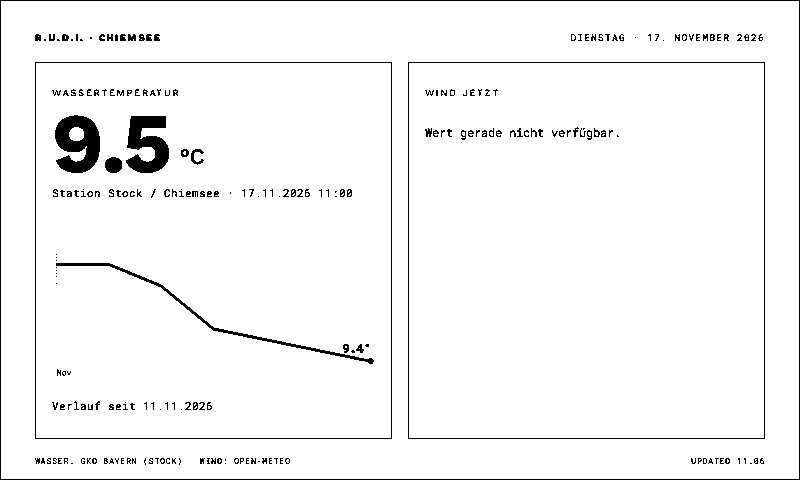 R.U.D.I. · CHIEMSEE
DIENSTAG · 17. NOVEMBER 2026
WASSERTEMPERATUR
9.5 °C
Station Stock / Chiemsee · 17.11.2026 11:00
9.4°
Nov
Verlauf seit 11.11.2026
WIND JETZT
Wert gerade nicht verfügbar.
WASSER: GKD BAYERN (STOCK) WIND: OPEN-METEO
UPDATED 11:06